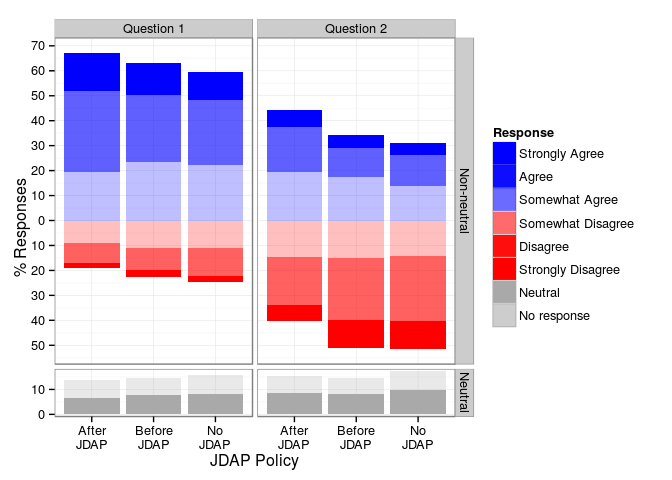 Question 1
Question 2
70
60
50
40
30
20
10
0
10
20
30
40
50
% Responses
Non-neutral
10
0
Neutral
After
JDAP
Before
JDAP
No
JDAP
After
JDAP
Before
JDAP
No
JDAP
JDAP Policy
Response
Strongly Agree
Agree
Somewhat Agree
Somewhat Disagree
Disagree
Strongly Disagree
Neutral
No response